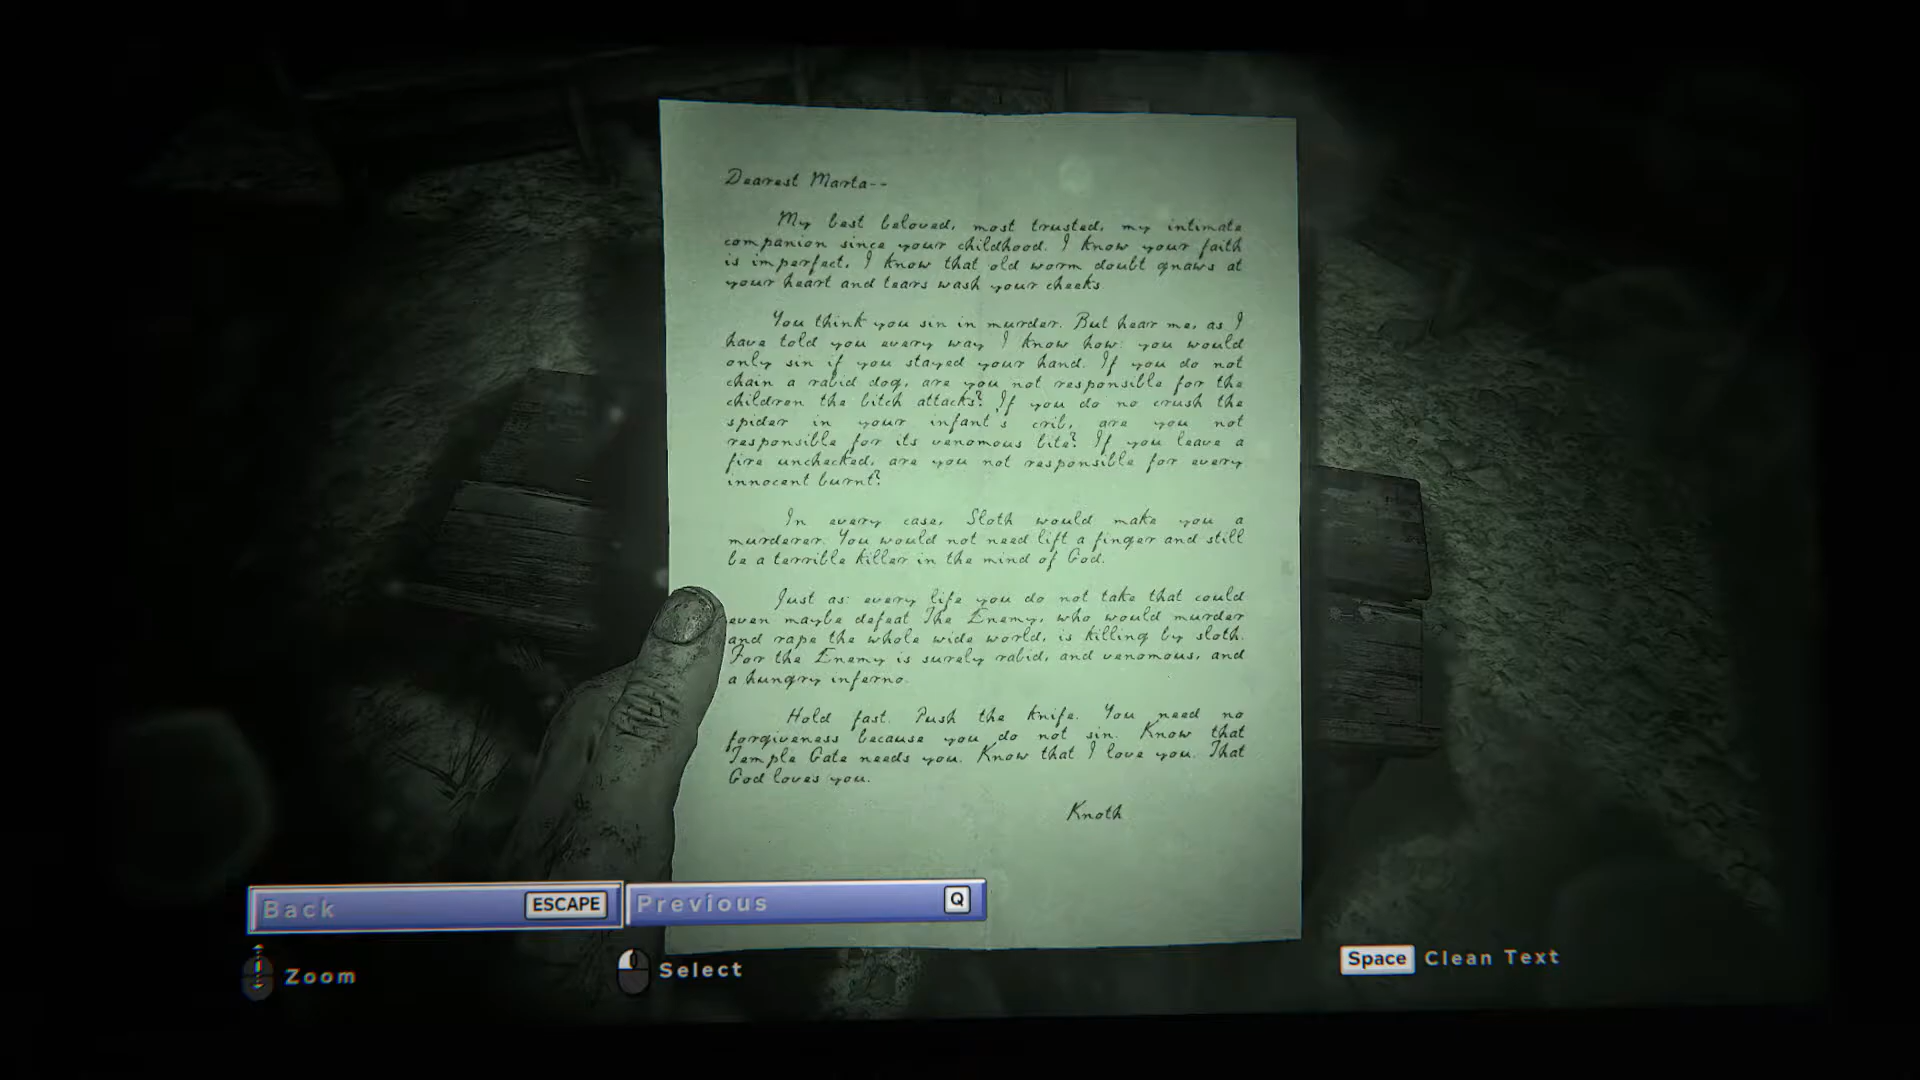 Dearest Marta--
My best beloved, most trusted, my intimate
companion since your childhood. I know your faith
is imperfect, I know that old worm doubt gnaws at
your heart and tears wash your cheeks.
You think you sin in murder. But hear me, as I
have told you every way I know how: you would
only sin if you stayed your hand. If you do not
chain a rabid dog, are you not responsible for the
children the bitch attacks? If you do no crush the
spider in your infant's crib, are you not
responsible for its venomous bite? If you leave a
fire unchecked, are you not responsible for every
innocent burnt?
In every case, Sloth would make you a
murderer. You would not need lift a finger and still
be a terrible killer in the mind of God.
Just as: every life you do not take that could
even maybe defeat The Enemy, who would murder
and rape the whole wide world, is killing by sloth.
For the Enemy is surely rabid, and venomous, and
a hungry inferno.
Hold fast. Push the knife. You need no
forgiveness because you do not sin. Know that
Temple Gate needs you. Know that I love you. That
God loves you.
Knoth
Back ESCAPE Previous Q
Zoom Select Space Clean Text